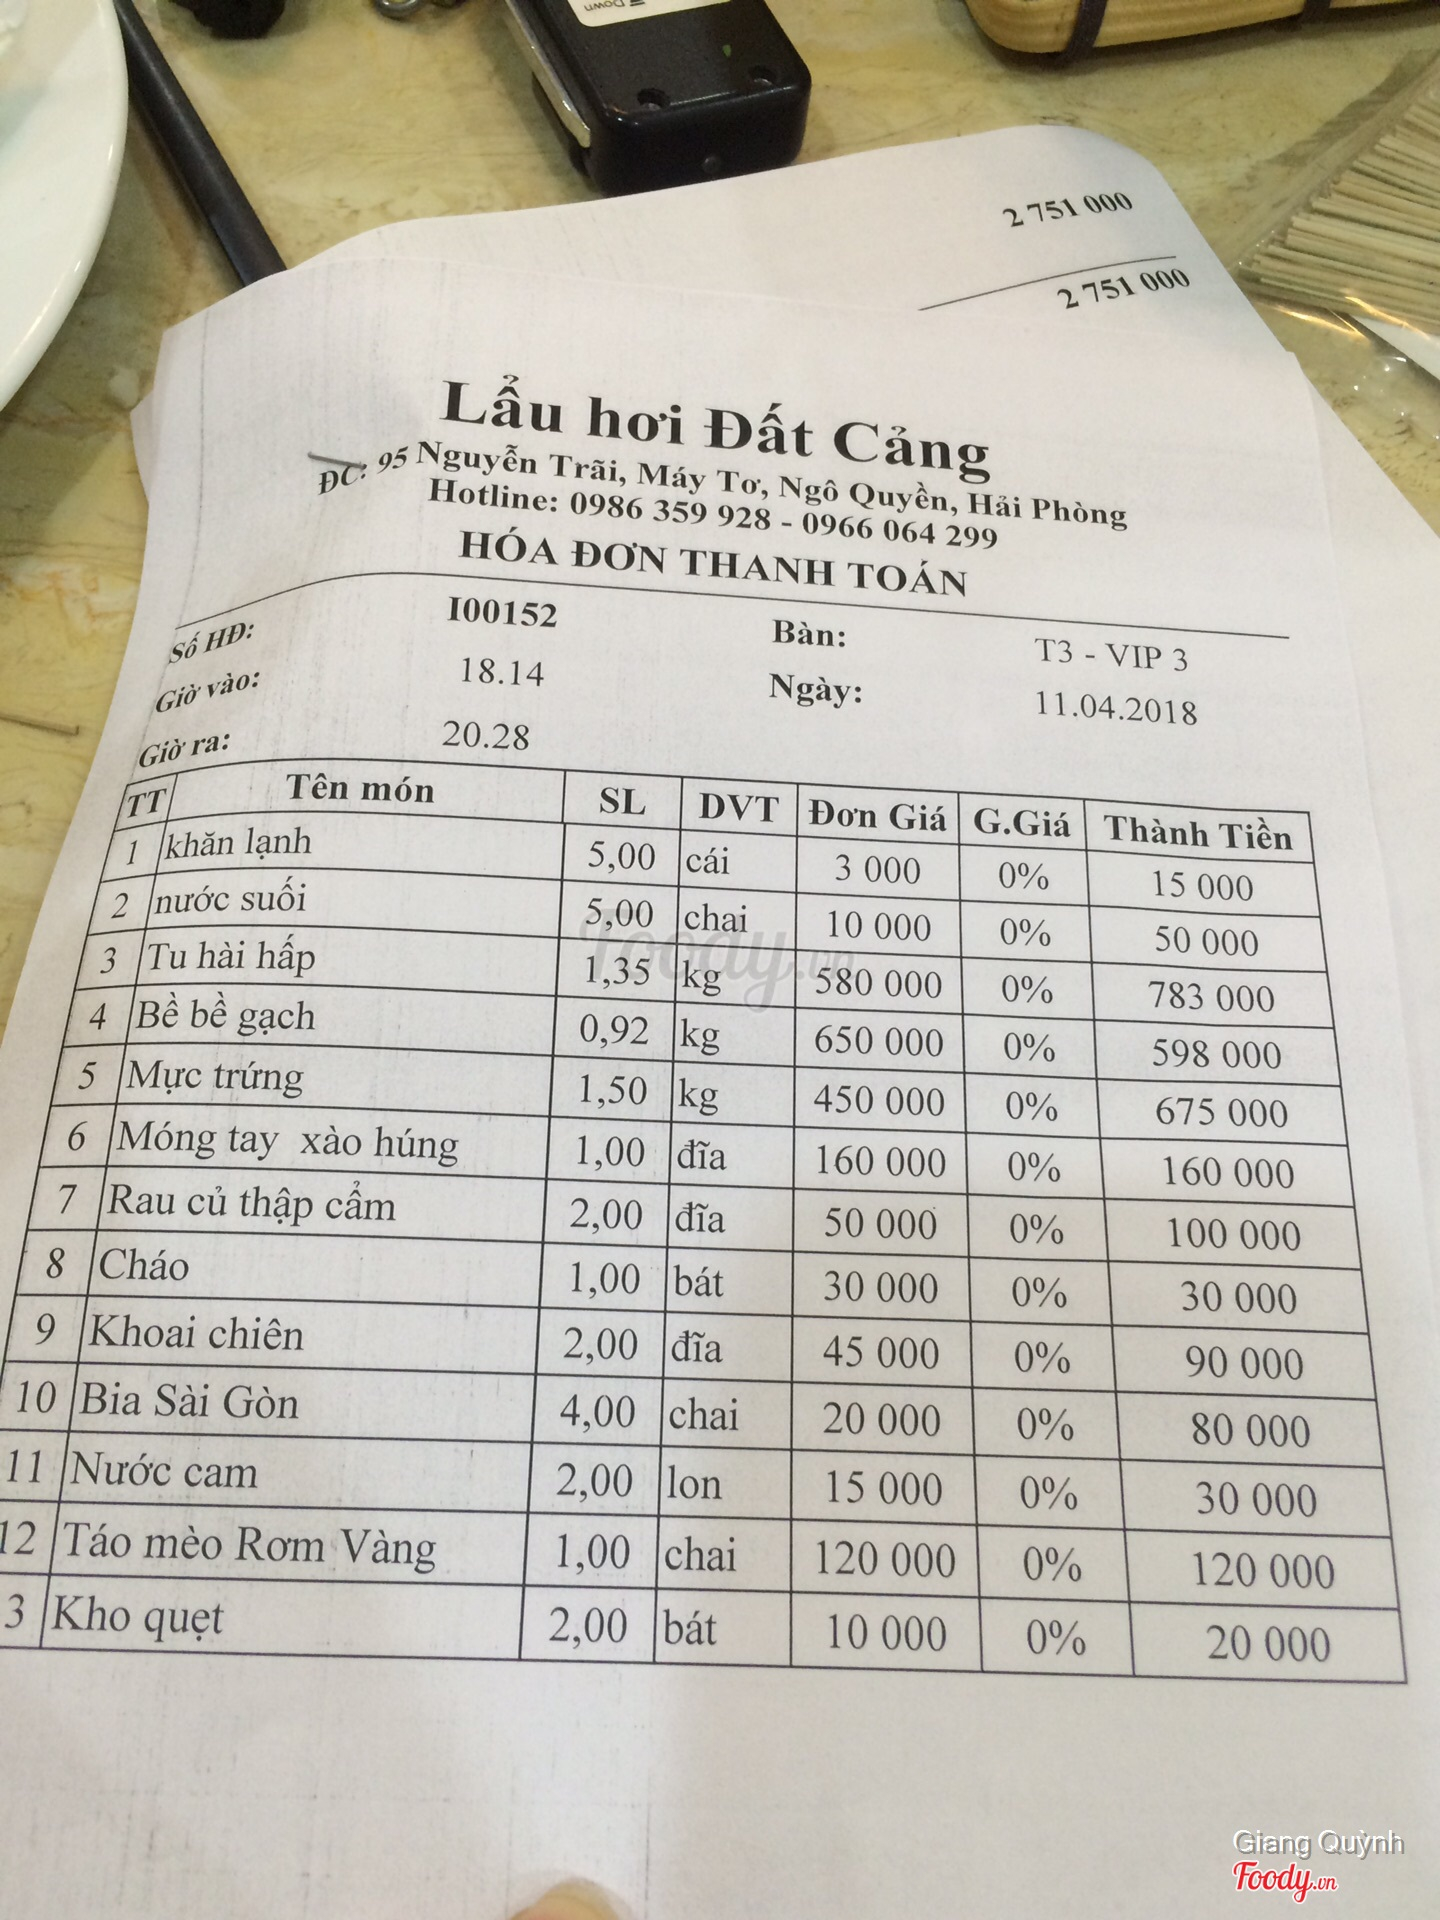 Down
2 751 000
2 751 000
Lẩu hơi Đất Cảng
ĐC: 95 Nguyễn Trãi, Máy Tơ, Ngô Quyền, Hải Phòng
Hotline: 0986 359 928 - 0966 064 299
HÓA ĐƠN THANH TOÁN
Số HĐ: I00152 Bàn: T3 - VIP 3
Giờ vào: 18.14 Ngày: 11.04.2018
Giờ ra: 20.28
TT Tên món SL DVT Đơn Giá G.Giá Thành Tiền
1 khăn lạnh 5,00 cái 3 000 0% 15 000
2 nước suối 5,00 chai 10 000 0% 50 000
3 Tu hài hấp 1,35 kg 580 000 0% 783 000
4 Bề bề gạch 0,92 kg 650 000 0% 598 000
5 Mực trứng 1,50 kg 450 000 0% 675 000
6 Móng tay xào húng 1,00 đĩa 160 000 0% 160 000
7 Rau củ thập cẩm 2,00 đĩa 50 000 0% 100 000
8 Cháo 1,00 bát 30 000 0% 30 000
9 Khoai chiên 2,00 đĩa 45 000 0% 90 000
10 Bia Sài Gòn 4,00 chai 20 000 0% 80 000
11 Nước cam 2,00 lon 15 000 0% 30 000
12 Táo mèo Rơm Vàng 1,00 chai 120 000 0% 120 000
3 Kho quẹt 2,00 bát 10 000 0% 20 000
Foody.vn
Giang Quỳnh
Foody.vn